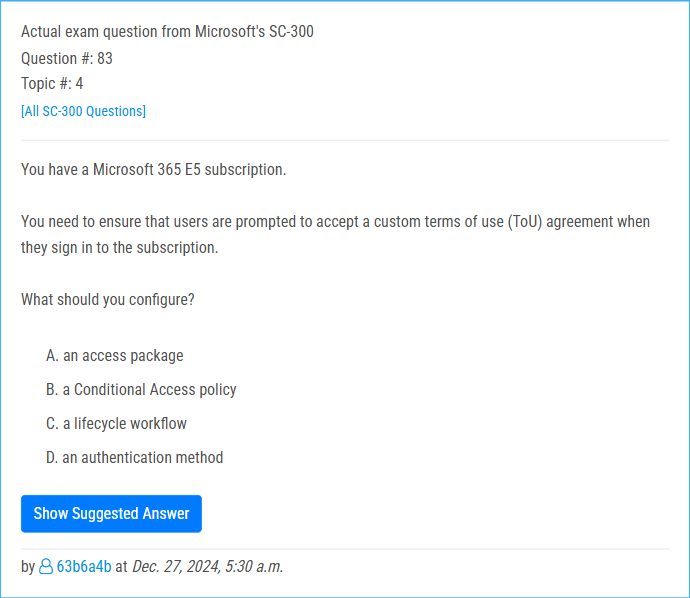 Actual exam question from Microsoft's SC-300
Question #: 83
Topic #: 4
[All SC-300 Questions]
You have a Microsoft 365 E5 subscription.
You need to ensure that users are prompted to accept a custom terms of use (ToU) agreement when
they sign in to the subscription.
What should you configure?
A. an access package
B. a Conditional Access policy
C. a lifecycle workflow
D. an authentication method
Show Suggested Answer
by 63b6a4b at Dec. 27, 2024, 5:30 a.m.